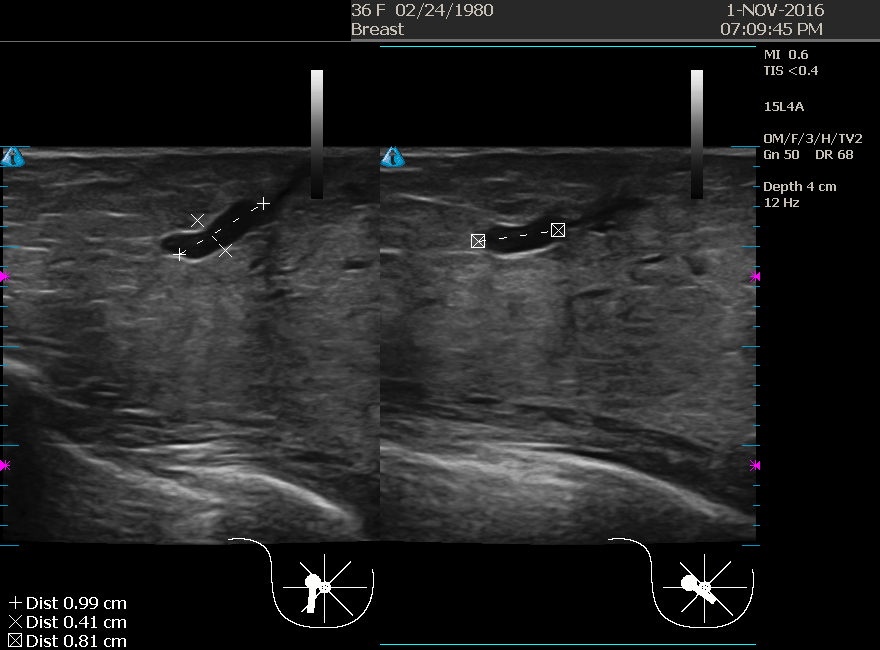 36 F 02/24/1980 1-NOV-2016
Breast 07:09:45 PM
MI 0.6
TIS <0.4
15L4A
OM/F/3/H/TV2
Gn 50 DR 68
Depth 4 cm
12 Hz
Dist 0.99 cm
Dist 0.41 cm
Dist 0.81 cm